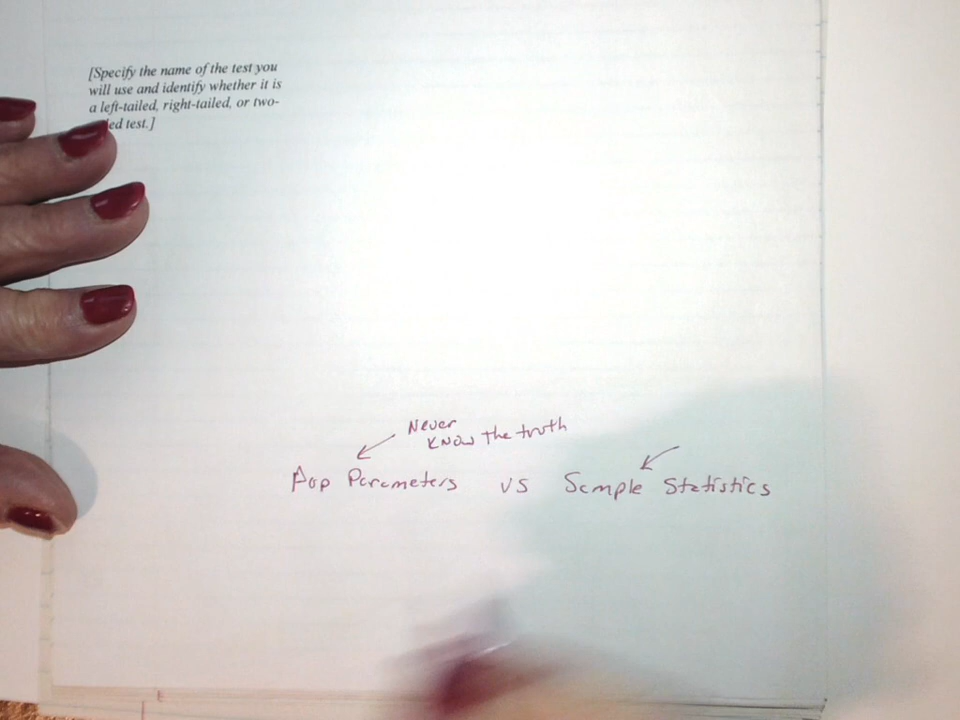 [Specify the name of the test you
will use and identify whether it is
a left-tailed, right-tailed, or two-
ed test.]
Never
know the truth
Pop Parameters vs Sample Statistics